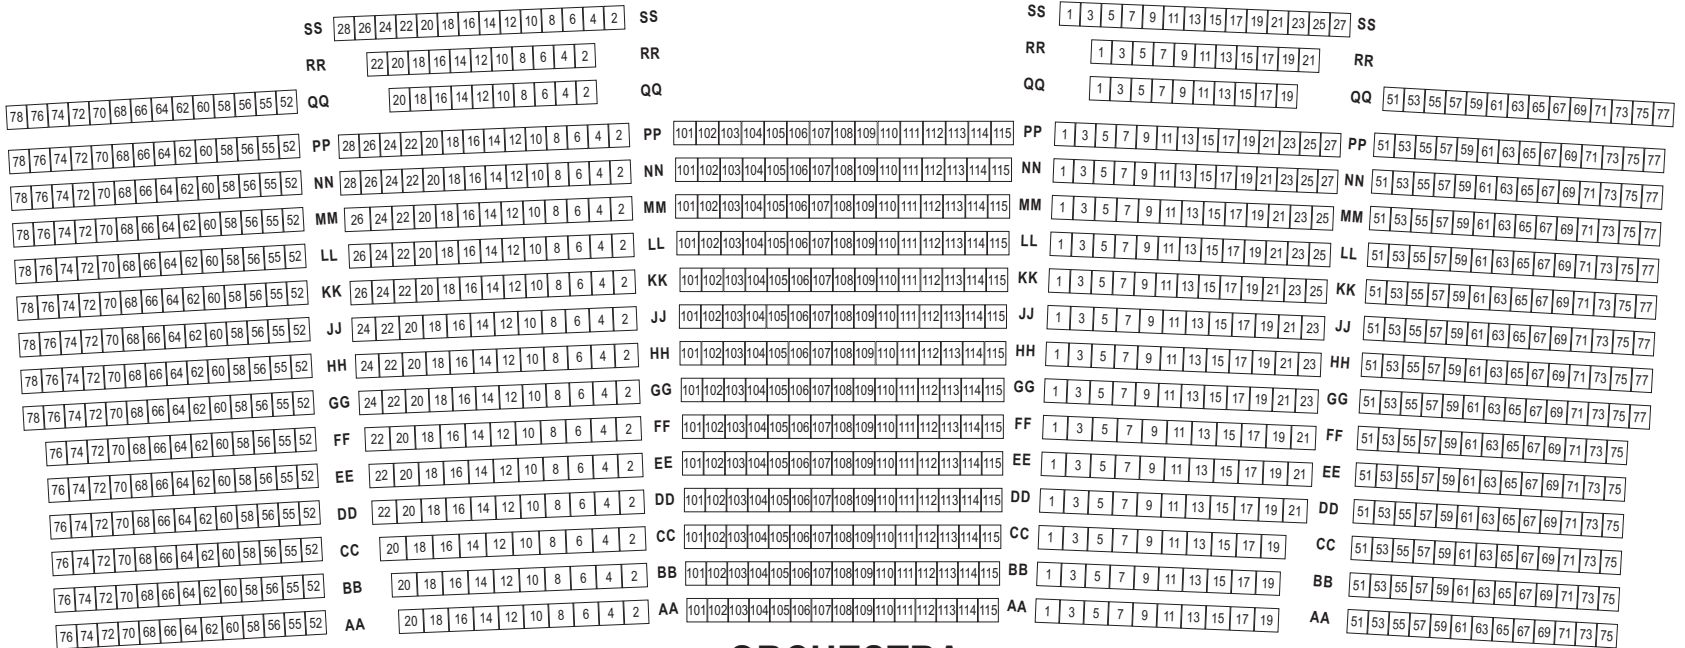 SS 28 26 24 22 20 18 16 14 12 10 8 6 4 2 SS SS 1 3 5 7 9 11 13 15 17 19 21 23 25 27 SS
RR 22 20 18 16 14 12 10 8 6 4 2 RR RR 1 3 5 7 9 11 13 15 17 19 21 RR
78 76 74 72 70 68 66 64 62 60 58 56 55 52 QQ 20 18 16 14 12 10 8 6 4 2 QQ QQ 1 3 5 7 9 11 13 15 17 19 QQ 51 53 55 57 59 61 63 65 67 69 71 73 75 77
78 76 74 72 70 68 66 64 62 60 58 56 55 52 PP 28 26 24 22 20 18 16 14 12 10 8 6 4 2 PP 101 102 103 104 105 106 107 108 109 110 111 112 113 114 115 PP 1 3 5 7 9 11 13 15 17 19 21 23 25 27 PP 51 53 55 57 59 61 63 65 67 69 71 73 75 77
78 76 74 72 70 68 66 64 62 60 58 56 55 52 NN 28 26 24 22 20 18 16 14 12 10 8 6 4 2 NN 101 102 103 104 105 106 107 108 109 110 111 112 113 114 115 NN 1 3 5 7 9 11 13 15 17 19 21 23 25 27 NN 51 53 55 57 59 61 63 65 67 69 71 73 75 77
78 76 74 72 70 68 66 64 62 60 58 56 55 52 MM 26 24 22 20 18 16 14 12 10 8 6 4 2 MM 101 102 103 104 105 106 107 108 109 110 111 112 113 114 115 MM 1 3 5 7 9 11 13 15 17 19 21 23 25 MM 51 53 55 57 59 61 63 65 67 69 71 73 75 77
78 76 74 72 70 68 66 64 62 60 58 56 55 52 LL 26 24 22 20 18 16 14 12 10 8 6 4 2 LL 101 102 103 104 105 106 107 108 109 110 111 112 113 114 115 LL 1 3 5 7 9 11 13 15 17 19 21 23 25 LL 51 53 55 57 59 61 63 65 67 69 71 73 75 77
78 76 74 72 70 68 66 64 62 60 58 56 55 52 KK 26 24 22 20 18 16 14 12 10 8 6 4 2 KK 101 102 103 104 105 106 107 108 109 110 111 112 113 114 115 KK 1 3 5 7 9 11 13 15 17 19 21 23 25 KK 51 53 55 57 59 61 63 65 67 69 71 73 75 77
78 76 74 72 70 68 66 64 62 60 58 56 55 52 JJ 24 22 20 18 16 14 12 10 8 6 4 2 JJ 101 102 103 104 105 106 107 108 109 110 111 112 113 114 115 JJ 1 3 5 7 9 11 13 15 17 19 21 23 JJ 51 53 55 57 59 61 63 65 67 69 71 73 75 77
78 76 74 72 70 68 66 64 62 60 58 56 55 52 HH 24 22 20 18 16 14 12 10 8 6 4 2 HH 101 102 103 104 105 106 107 108 109 110 111 112 113 114 115 HH 1 3 5 7 9 11 13 15 17 19 21 23 HH 51 53 55 57 59 61 63 65 67 69 71 73 75 77
78 76 74 72 70 68 66 64 62 60 58 56 55 52 GG 24 22 20 18 16 14 12 10 8 6 4 2 GG 101 102 103 104 105 106 107 108 109 110 111 112 113 114 115 GG 1 3 5 7 9 11 13 15 17 19 21 23 GG 51 53 55 57 59 61 63 65 67 69 71 73 75 77
76 74 72 70 68 66 64 62 60 58 56 55 52 FF 22 20 18 16 14 12 10 8 6 4 2 FF 101 102 103 104 105 106 107 108 109 110 111 112 113 114 115 FF 1 3 5 7 9 11 13 15 17 19 21 FF 51 53 55 57 59 61 63 65 67 69 71 73 75
76 74 72 70 68 66 64 62 60 58 56 55 52 EE 22 20 18 16 14 12 10 8 6 4 2 EE 101 102 103 104 105 106 107 108 109 110 111 112 113 114 115 EE 1 3 5 7 9 11 13 15 17 19 21 EE 51 53 55 57 59 61 63 65 67 69 71 73 75
76 74 72 70 68 66 64 62 60 58 56 55 52 DD 22 20 18 16 14 12 10 8 6 4 2 DD 101 102 103 104 105 106 107 108 109 110 111 112 113 114 115 DD 1 3 5 7 9 11 13 15 17 19 21 DD 51 53 55 57 59 61 63 65 67 69 71 73 75
76 74 72 70 68 66 64 62 60 58 56 55 52 CC 20 18 16 14 12 10 8 6 4 2 CC 101 102 103 104 105 106 107 108 109 110 111 112 113 114 115 CC 1 3 5 7 9 11 13 15 17 19 CC 51 53 55 57 59 61 63 65 67 69 71 73 75
76 74 72 70 68 66 64 62 60 58 56 55 52 BB 20 18 16 14 12 10 8 6 4 2 BB 101 102 103 104 105 106 107 108 109 110 111 112 113 114 115 BB 1 3 5 7 9 11 13 15 17 19 BB 51 53 55 57 59 61 63 65 67 69 71 73 75
76 74 72 70 68 66 64 62 60 58 56 55 52 AA 20 18 16 14 12 10 8 6 4 2 AA 101 102 103 104 105 106 107 108 109 110 111 112 113 114 115 AA 1 3 5 7 9 11 13 15 17 19 AA 51 53 55 57 59 61 63 65 67 69 71 73 75